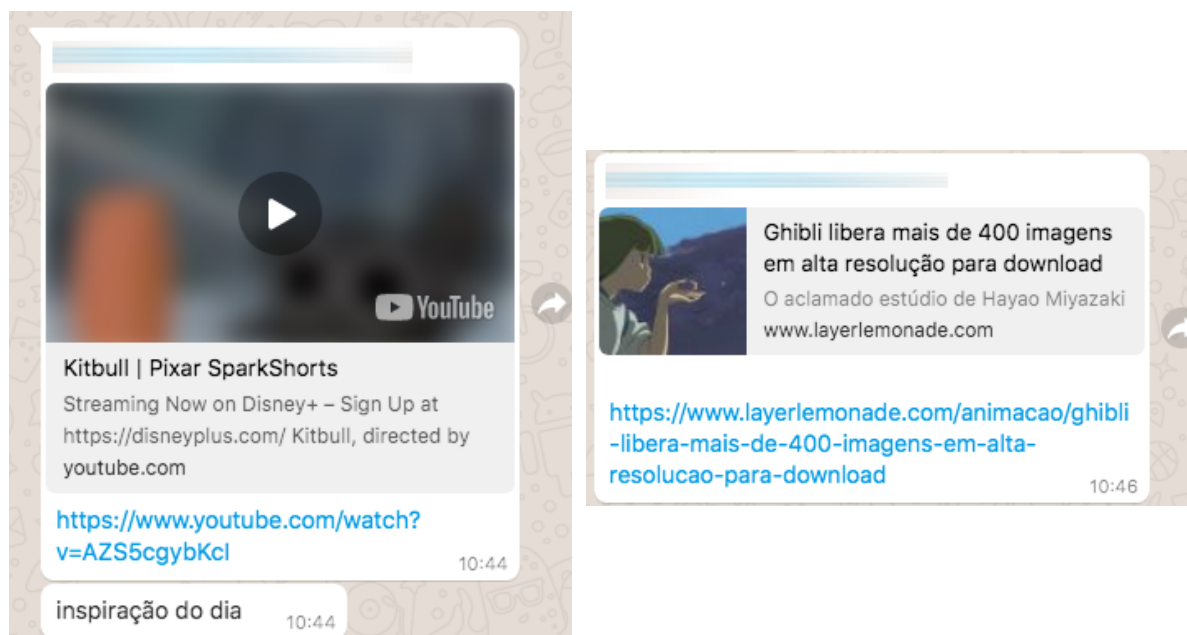 YouTube
Kitbull | Pixar SparkShorts
Streaming Now on Disney+ – Sign Up at
https://disneyplus.com/ Kitbull, directed by
youtube.com
https://www.youtube.com/watch?
v=AZS5cgybKcI
10:44
inspiração do dia
10:44
Ghibli libera mais de 400 imagens
em alta resolução para download
O aclamado estúdio de Hayao Miyazaki
www.layerlemonade.com
https://www.layerlemonade.com/animacao/ghibli
-libera-mais-de-400-imagens-em-alta-
resolucao-para-download
10:46